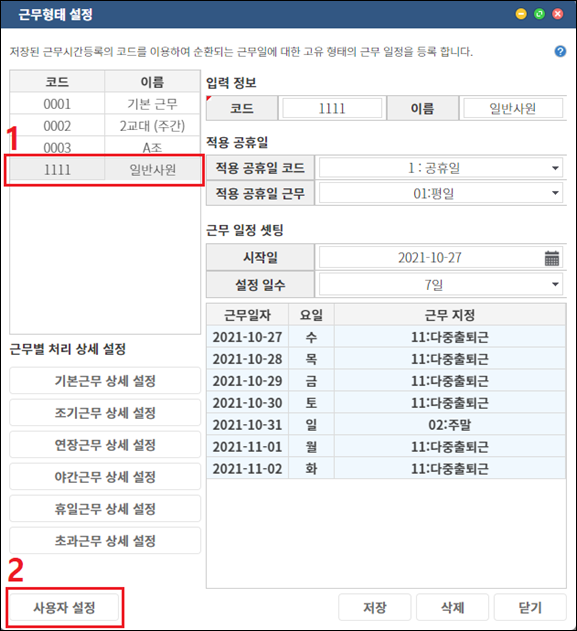 근무형태 설정
저장된 근무시간등록의 코드를 이용하여 순환되는 근무일에 대한 고유 형태의 근무 일정을 등록 합니다.
?
코드 이름
0001 기본 근무
0002 2교대 (주간)
0003 A조
1
1111 일반사원
입력 정보
코드 1111 이름 일반사원
적용 공휴일
적용 공휴일 코드 1 : 공휴일
적용 공휴일 근무 01:평일
근무 일정 셋팅
시작일 2021-10-27
설정 일수 7일
근무일자 요일 근무 지정
2021-10-27 수 11:다중출퇴근
2021-10-28 목 11:다중출퇴근
2021-10-29 금 11:다중출퇴근
2021-10-30 토 11:다중출퇴근
2021-10-31 일 02:주말
2021-11-01 월 11:다중출퇴근
2021-11-02 화 11:다중출퇴근
근무별 처리 상세 설정
기본근무 상세 설정
조기근무 상세 설정
연장근무 상세 설정
야간근무 상세 설정
휴일근무 상세 설정
초과근무 상세 설정
2
사용자 설정
저장 삭제 닫기